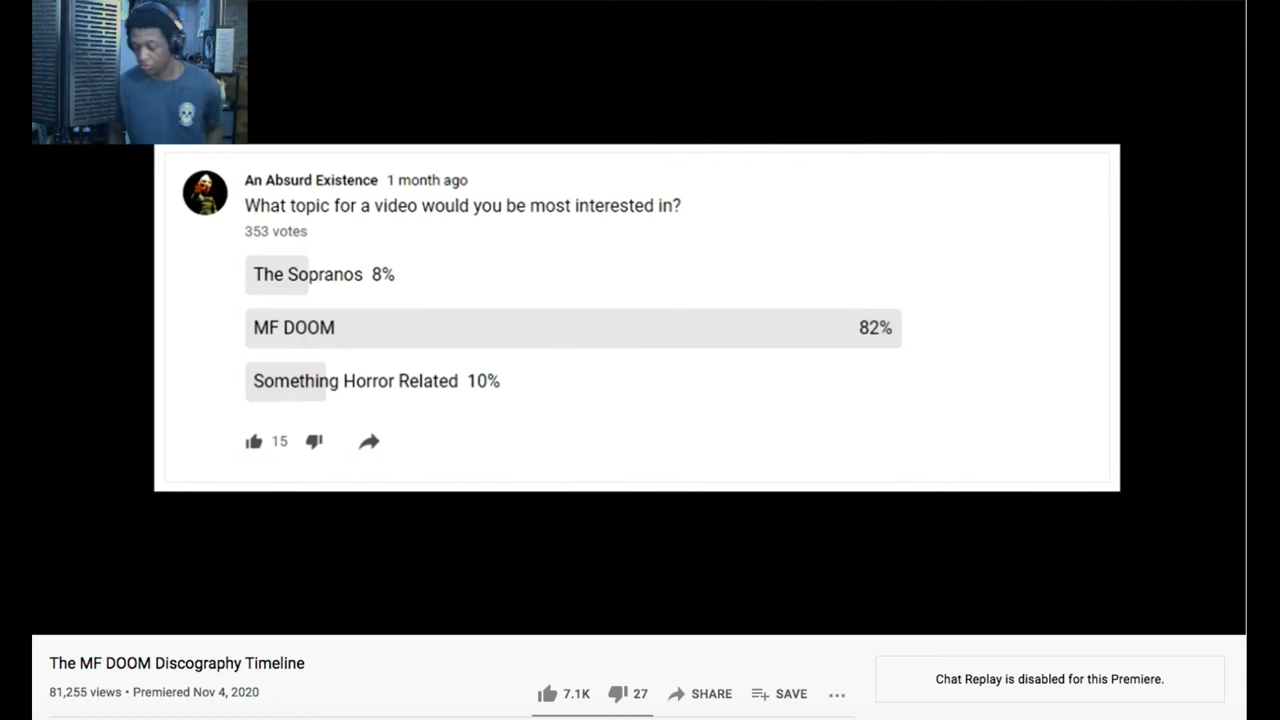 An Absurd Existence 1 month ago
What topic for a video would you be most interested in?
353 votes
The Sopranos 8%
MF DOOM 82%
Something Horror Related 10%
15
The MF DOOM Discography Timeline
81,255 views • Premiered Nov 4, 2020
7.1K 27 SHARE SAVE
Chat Replay is disabled for this Premiere.